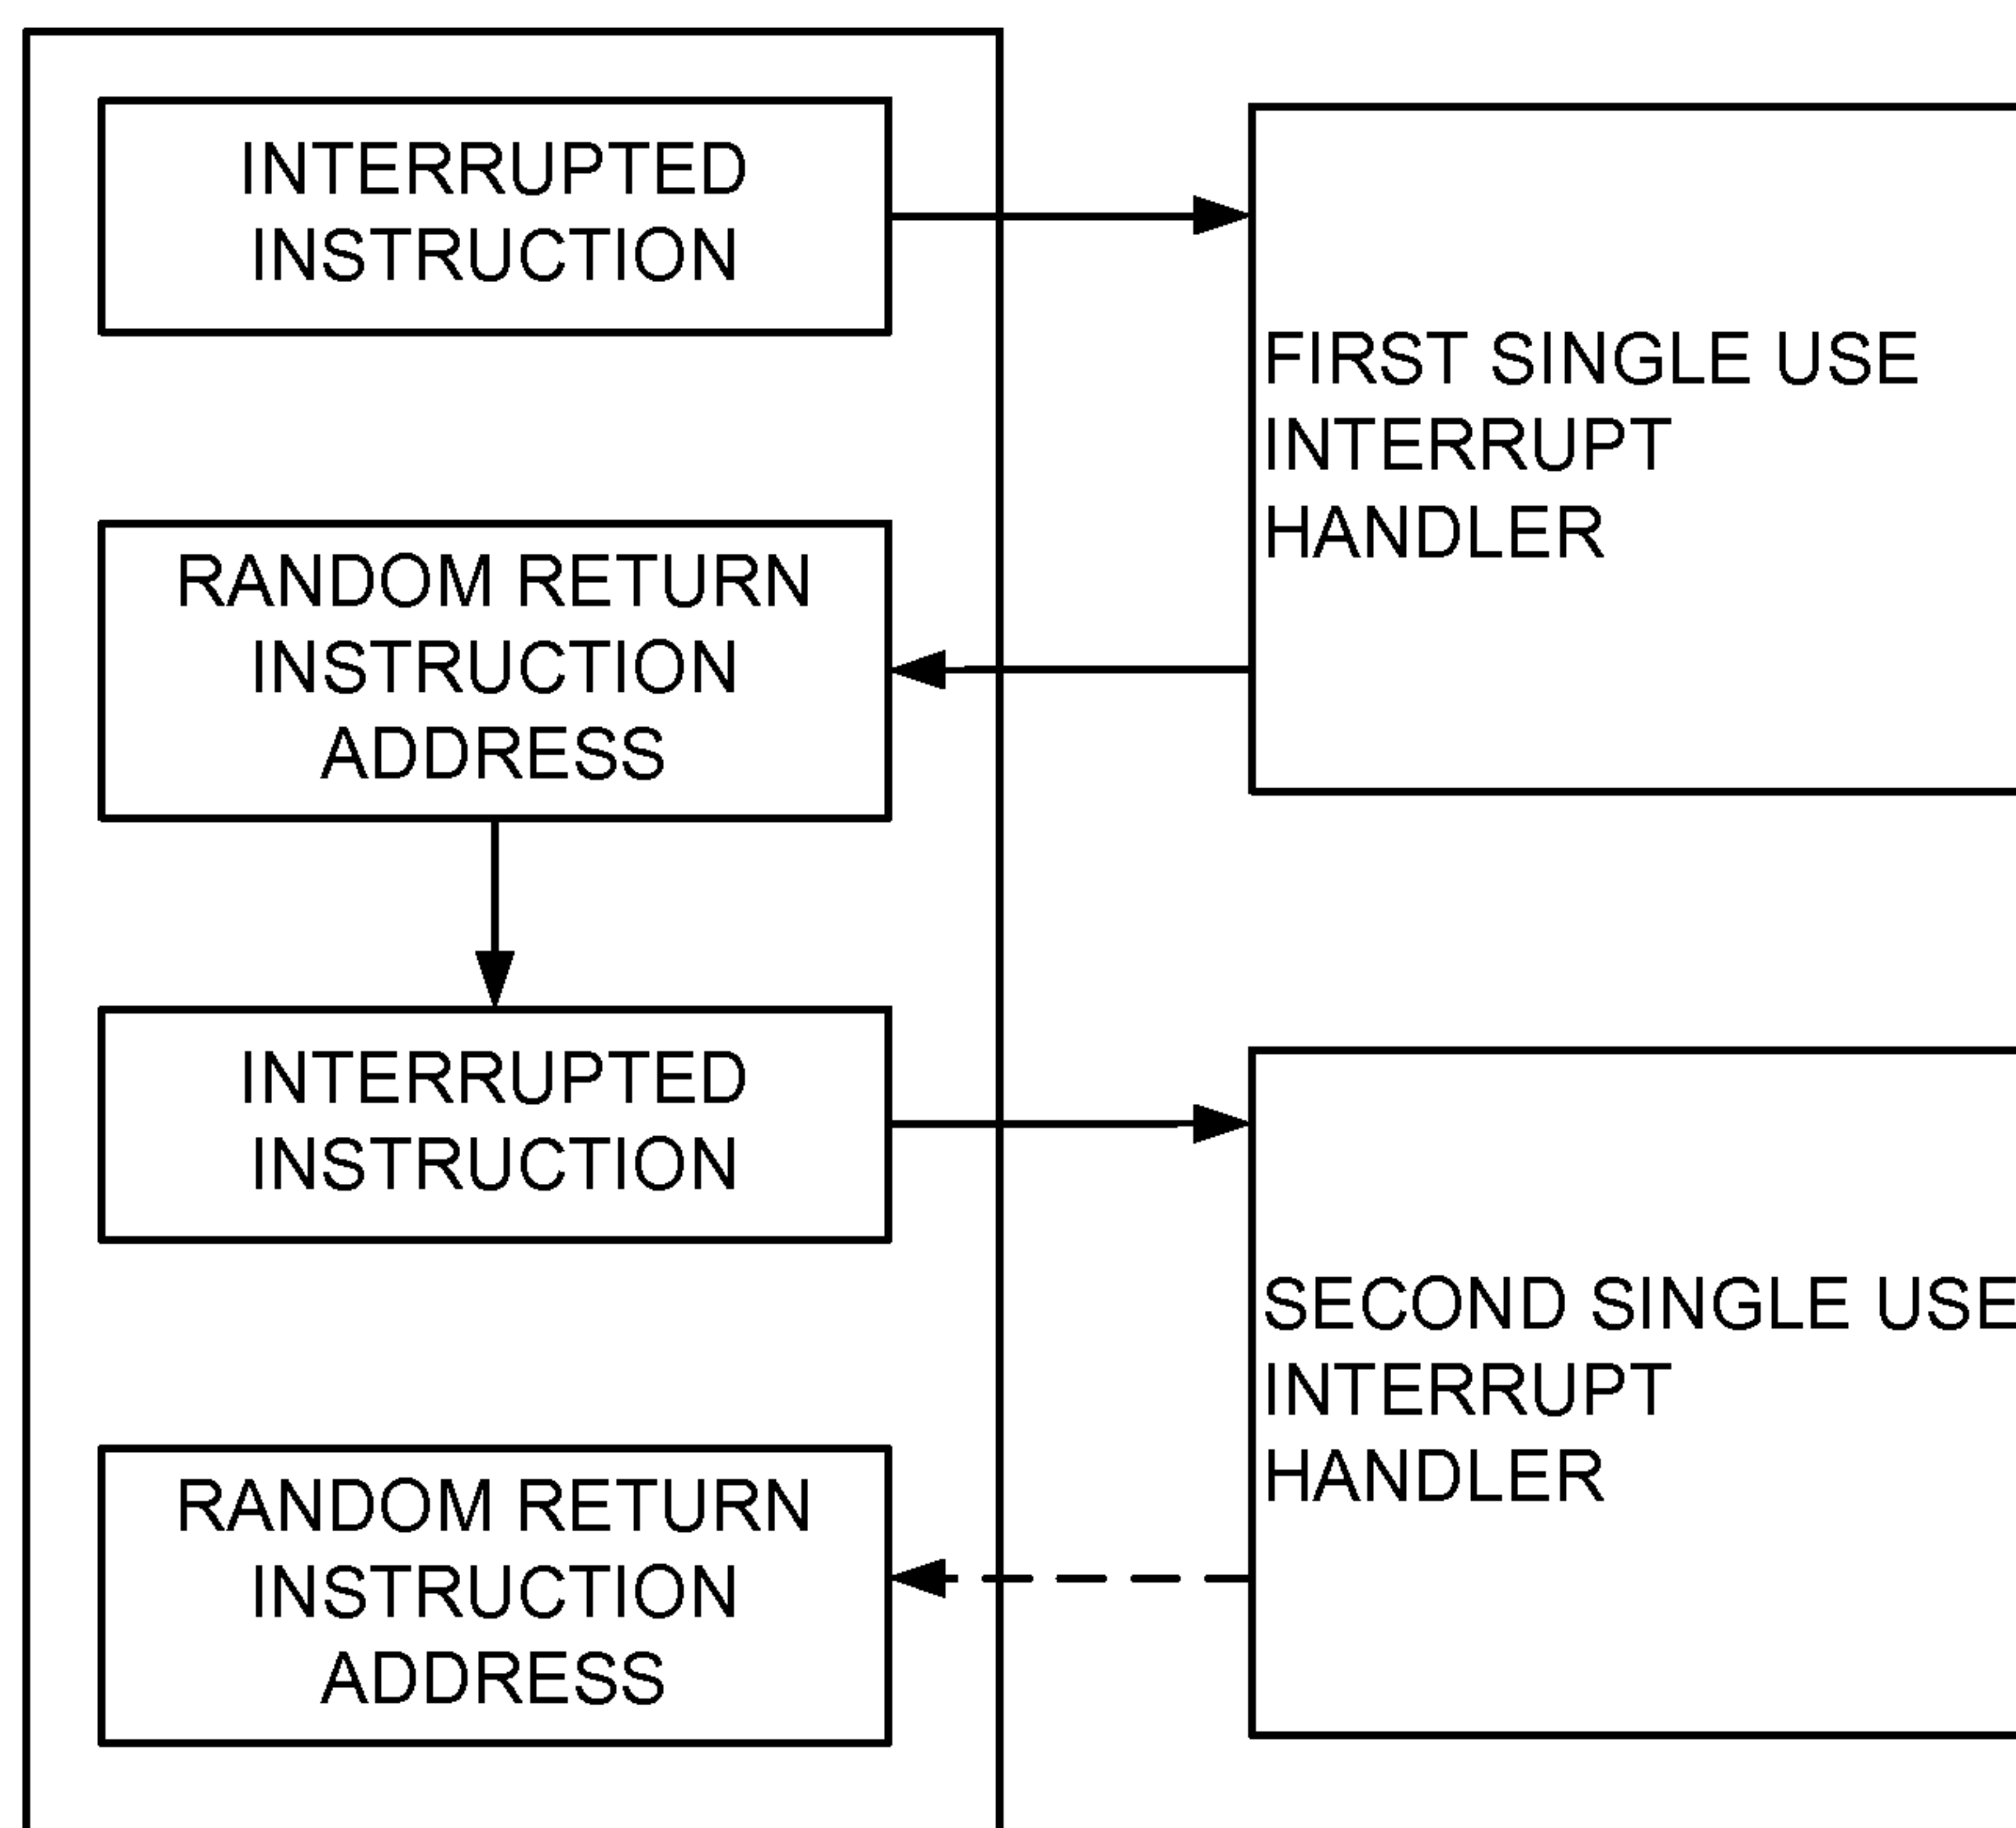 INTERRUPTED
INSTRUCTION
FIRST SINGLE USE
INTERRUPT
HANDLER
RANDOM RETURN
INSTRUCTION
ADDRESS
INTERRUPTED
INSTRUCTION
SECOND SINGLE USE
INTERRUPT
HANDLER
RANDOM RETURN
INSTRUCTION
ADDRESS